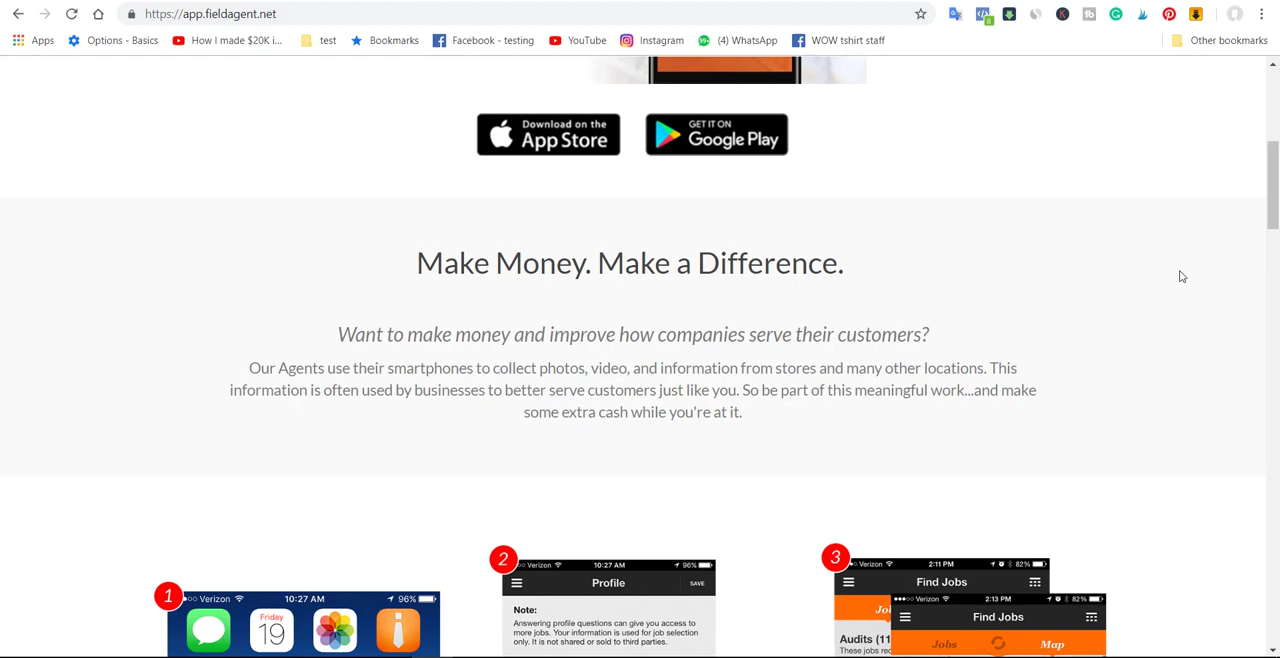 https://app.fieldagent.net
8
Apps
Options - Basics
How I made $20K i...
test
Bookmarks
Facebook - testing
YouTube
Instagram
99+
(4) WhatsApp
WOW tshirt staff
Other bookmarks
Download on the
App Store
GET IT ON
Google Play
Make Money. Make a Difference.
Want to make money and improve how companies serve their customers?
Our Agents use their smartphones to collect photos, video, and information from stores and many other locations. This
information is often used by businesses to better serve customers just like you. So be part of this meaningful work...and make
some extra cash while you're at it.
1
Verizon 10:27 AM 96%
Friday
19
2
Verizon 10:27 AM 96%
Profile SAVE
Note:
Answering profile questions can give you access to
more jobs. Your information is used for job selection
only. It is not shared or sold to third parties.
3
Verizon 2:11 PM 82%
Find Jobs
Verizon 2:13 PM 82%
Find Jobs
Jobs Map
Audits (11
These jobs rec